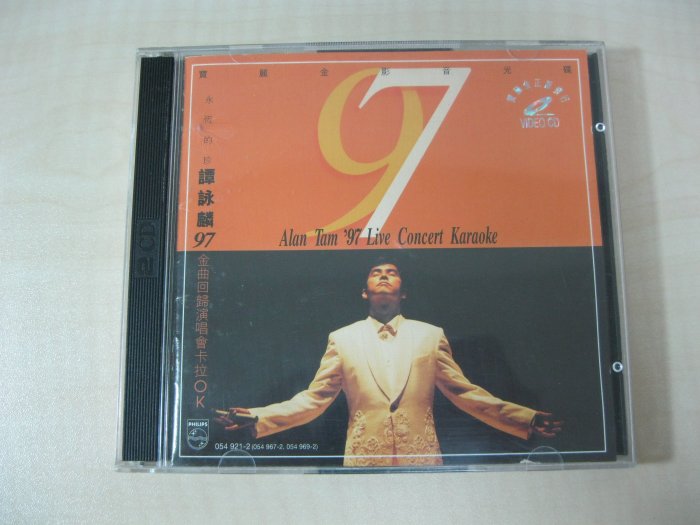 寶麗金影音光碟
97
VIDEO CD
Alan Tam '97 Live Concert Karaoke
永恆的珍
譚詠麟
97
金曲回歸演唱會卡拉OK
2CD
PHILIPS
054 921-2 (054 967-2, 054 969-2)